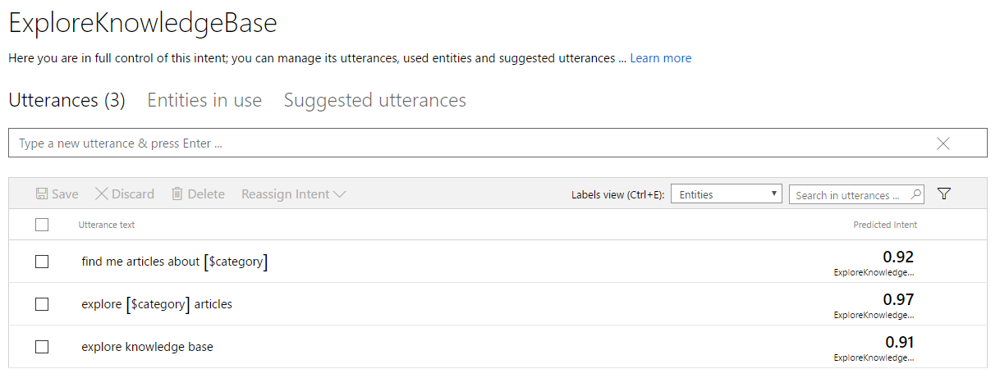 ExploreKnowledgeBase
Here you are in full control of this intent; you can manage its utterances, used entities and suggested utterances ... Learn more
Utterances (3) Entities in use Suggested utterances
Type a new utterance & press Enter ...
Save Discard Delete Reassign Intent Labels view (Ctrl+E): Entities Search in utterances ...
Utterance text Predicted Intent
find me articles about [$category] 0.92
ExploreKnowledge...
explore [$category] articles 0.97
ExploreKnowledge...
explore knowledge base 0.91
ExploreKnowledge...